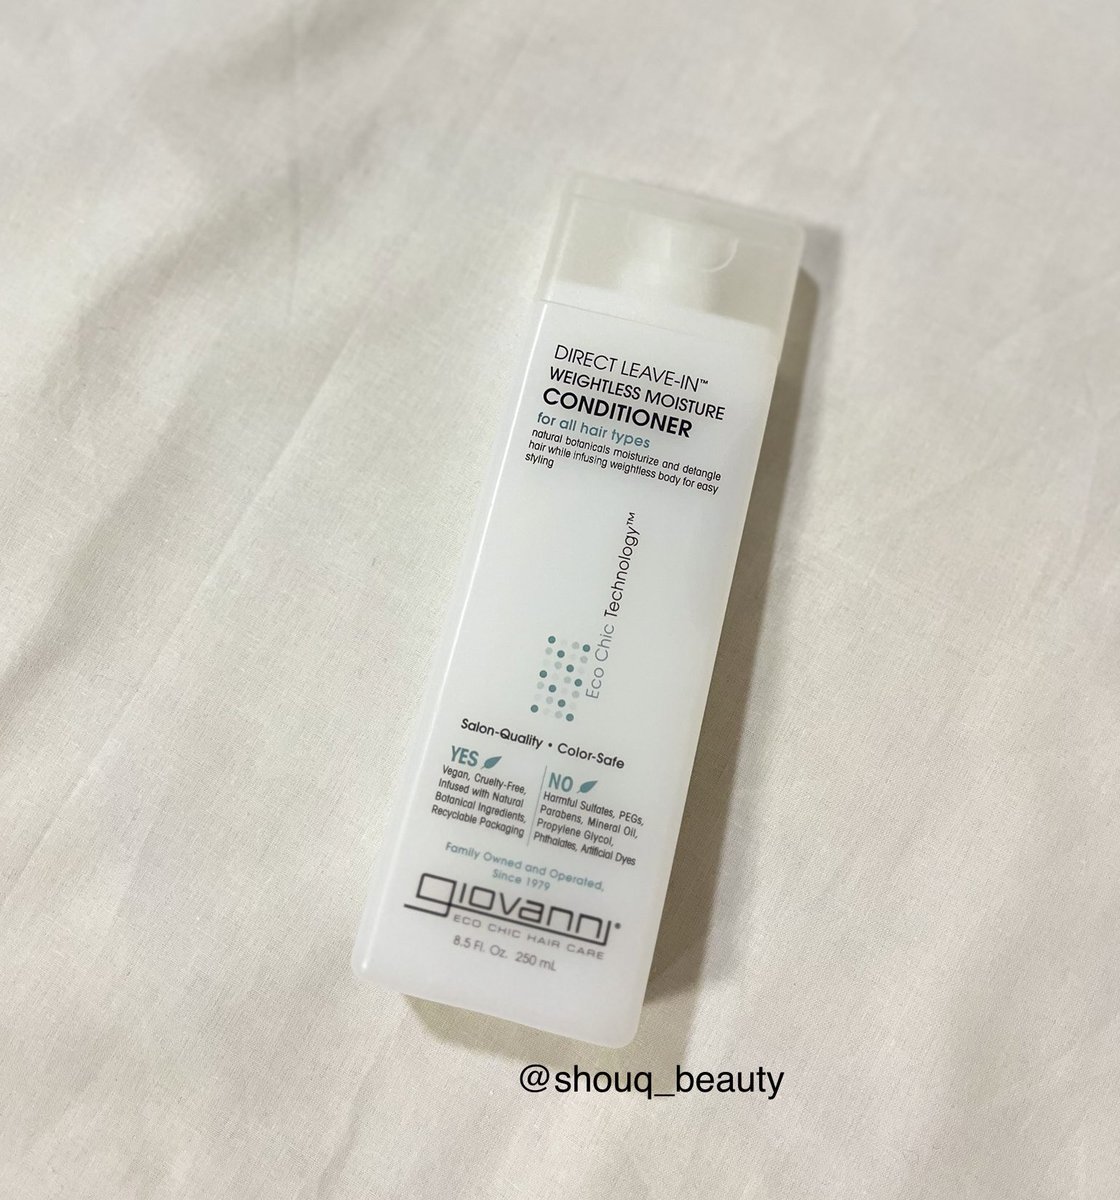 DIRECT LEAVE-IN™
WEIGHTLESS MOISTURE
CONDITIONER
for all hair types
natural botanicals moisturize and detangle
hair while infusing weightless body for easy
styling
Eco Chic Technology™
Salon-Quality • Color-Safe
YES
Vegan, Cruelty-Free,
Infused with Natural
Botanical Ingredients,
Recyclable Packaging
NO
Harmful Sulfates, PEGs,
Parabens, Mineral Oil,
Propylene Glycol,
Phthalates, Artificial Dyes
Family Owned and Operated,
Since 1979
giovanni®
ECO CHIC HAIR CARE
8.5 Fl. Oz. 250 mL
@shouq_beauty